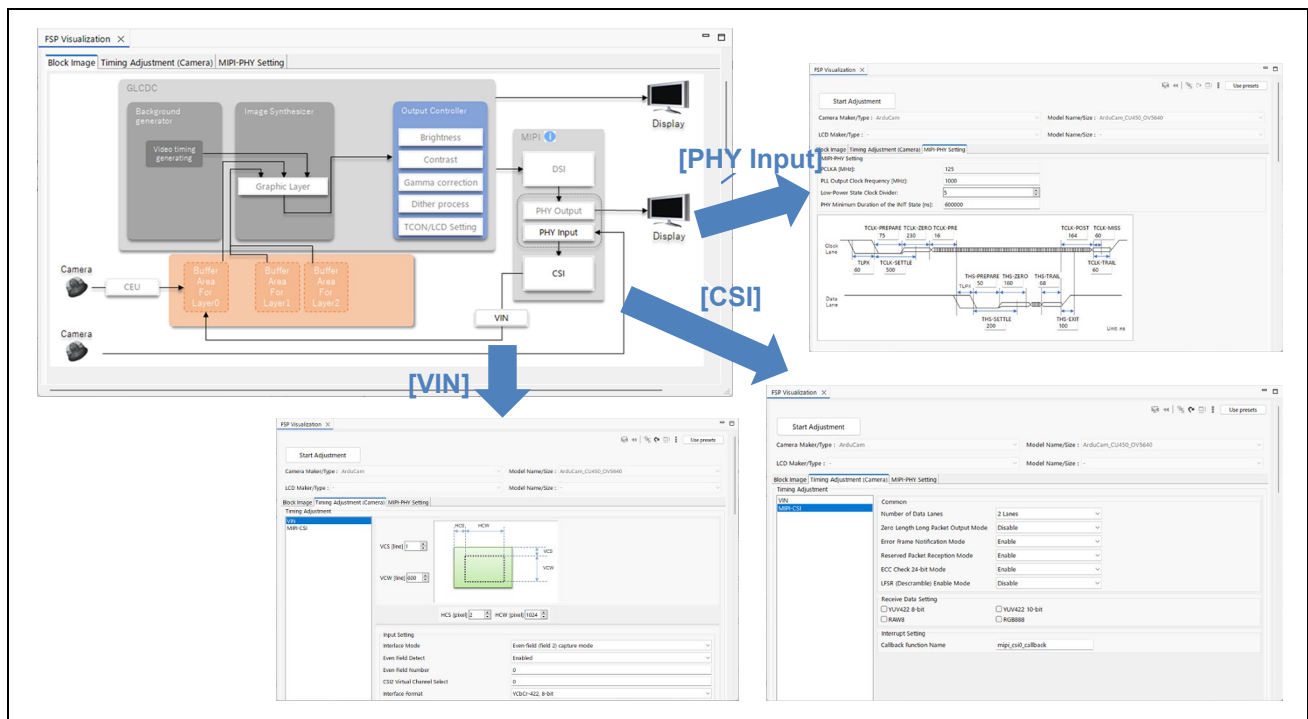 FSP Visualization
Block Image Timing Adjustment (Camera) MIPI-PHY Setting
GLCDC
Background generator
Image Synthesizer
Output Controller
Video timing generating
Graphic Layer
Brightness
Contrast
Gamma correction
Dither process
TCON/LCD Setting
MIPI
DSI
PHY Output
PHY Input
CSI
Display
Display
Camera
CEU
Buffer Area For Layer0
Buffer Area For Layer1
Buffer Area For Layer2
VIN
Camera
[PHY Input]
[CSI]
[VIN]
FSP Visualization
Use presets
Start Adjustment
Camera Maker/Type : ArduCam Model Name/Size : ArduCam_CU450_OV5640
LCD Maker/Type : - Model Name/Size : -
Block Image Timing Adjustment (Camera) MIPI-PHY Setting
MIPI-PHY Setting
PCLKA [MHz]: 125
PLL Output Clock Frequency [MHz]: 1000
Low-Power State Clock Divider: 5
PHY Minimum Duration of the INIT State [ns]: 600000
TCLK-PREPARE TCLK-ZERO TCLK-PRE TCLK-POST TCLK-MISS
75 230 16 164 60
Clock Lane
TLPX TCLK-SETTLE TCLK-TRAIL
60 500 60
THS-PREPARE THS-ZERO THS-TRAIL
TLPX 50 160 68
Data Lane
THS-SETTLE THS-EXIT
200 100
Unit ns
FSP Visualization
Use presets
Start Adjustment
Camera Maker/Type : ArduCam Model Name/Size : ArduCam_CU450_OV5640
LCD Maker/Type : - Model Name/Size : -
Block Image Timing Adjustment (Camera) MIPI-PHY Setting
Timing Adjustment
VIN
MIPI-CSI
HCS HCW
VCS [line] 1
VCS
VCW
VCW [line] 600
HCS [pixel] 2 HCW [pixel] 1024
Input Setting
Interlace Mode Even-field (field 2) capture mode
Even Field Detect Enabled
Even Field Number 0
CSI2 Virtual Channel Select 0
Interface Format YCbCr-422, 8-bit
FSP Visualization
Use presets
Start Adjustment
Camera Maker/Type : ArduCam Model Name/Size : ArduCam_CU450_OV5640
LCD Maker/Type : - Model Name/Size : -
Block Image Timing Adjustment (Camera) MIPI-PHY Setting
Timing Adjustment
VIN
MIPI-CSI
Common
Number of Data Lanes 2 Lanes
Zero Length Long Packet Output Mode Disable
Error Frame Notification Mode Enable
Reserved Packet Reception Mode Enable
ECC Check 24-bit Mode Enable
LFSR (Descramble) Enable Mode Disable
Receive Data Setting
YUV422 8-bit YUV422 10-bit
RAW8 RGB888
Interrupt Setting
Callback Function Name mipi_csi0_callback